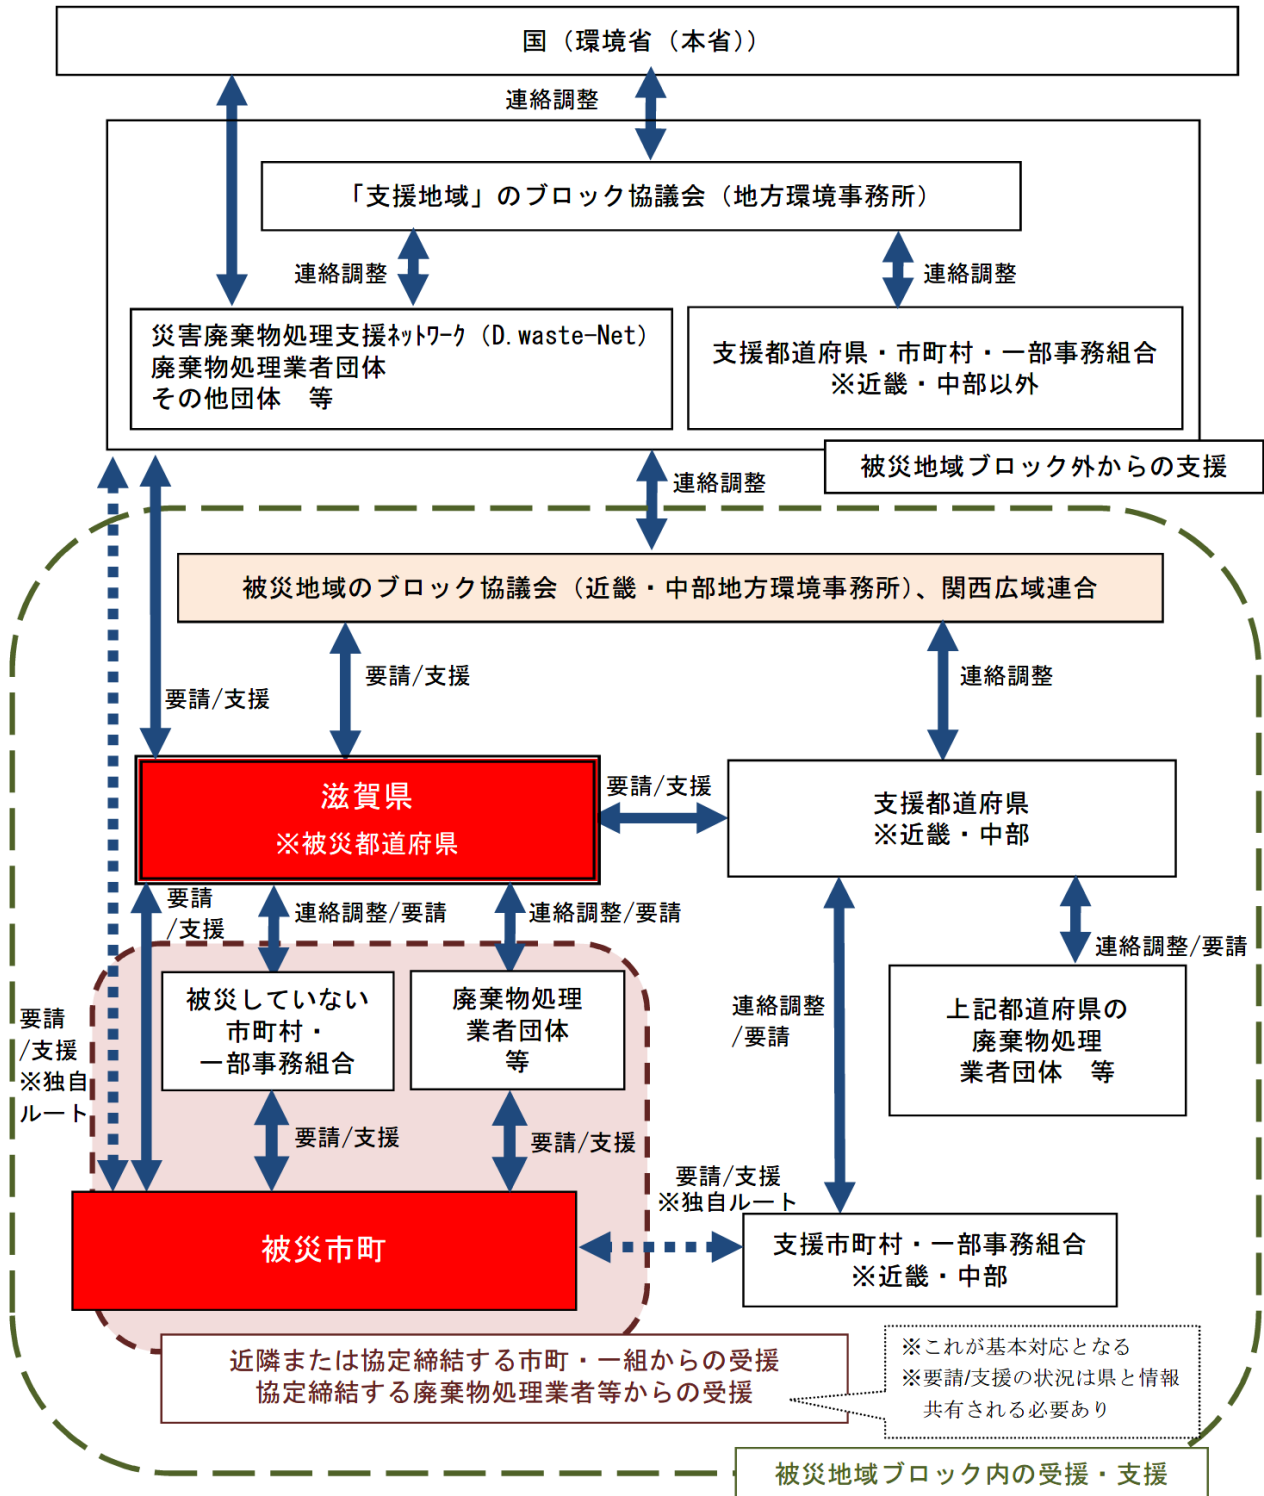 国（環境省（本省））
連絡調整
「支援地域」のブロック協議会（地方環境事務所）
連絡調整
連絡調整
災害廃棄物処理支援ﾈｯﾄﾜｰｸ（D.waste-Net）
廃棄物処理業者団体
その他団体　等
支援都道府県・市町村・一部事務組合
※近畿・中部以外
被災地域ブロック外からの支援
連絡調整
被災地域のブロック協議会（近畿・中部地方環境事務所）、関西広域連合
要請/支援
要請/支援
連絡調整
滋賀県
※被災都道府県
要請/支援
支援都道府県
※近畿・中部
要請
/支援
連絡調整/要請
連絡調整/要請
連絡調整/要請
被災していない
市町村・
一部事務組合
廃棄物処理
業者団体
等
連絡調整
/要請
上記都道府県の
廃棄物処理
業者団体　等
要請
/支援
※独自
ルート
要請/支援
要請/支援
要請/支援
※独自ルート
被災市町
支援市町村・一部事務組合
※近畿・中部
近隣または協定締結する市町・一組からの受援
協定締結する廃棄物処理業者等からの受援
※これが基本対応となる
※要請/支援の状況は県と情報
共有される必要あり
被災地域ブロック内の受援・支援